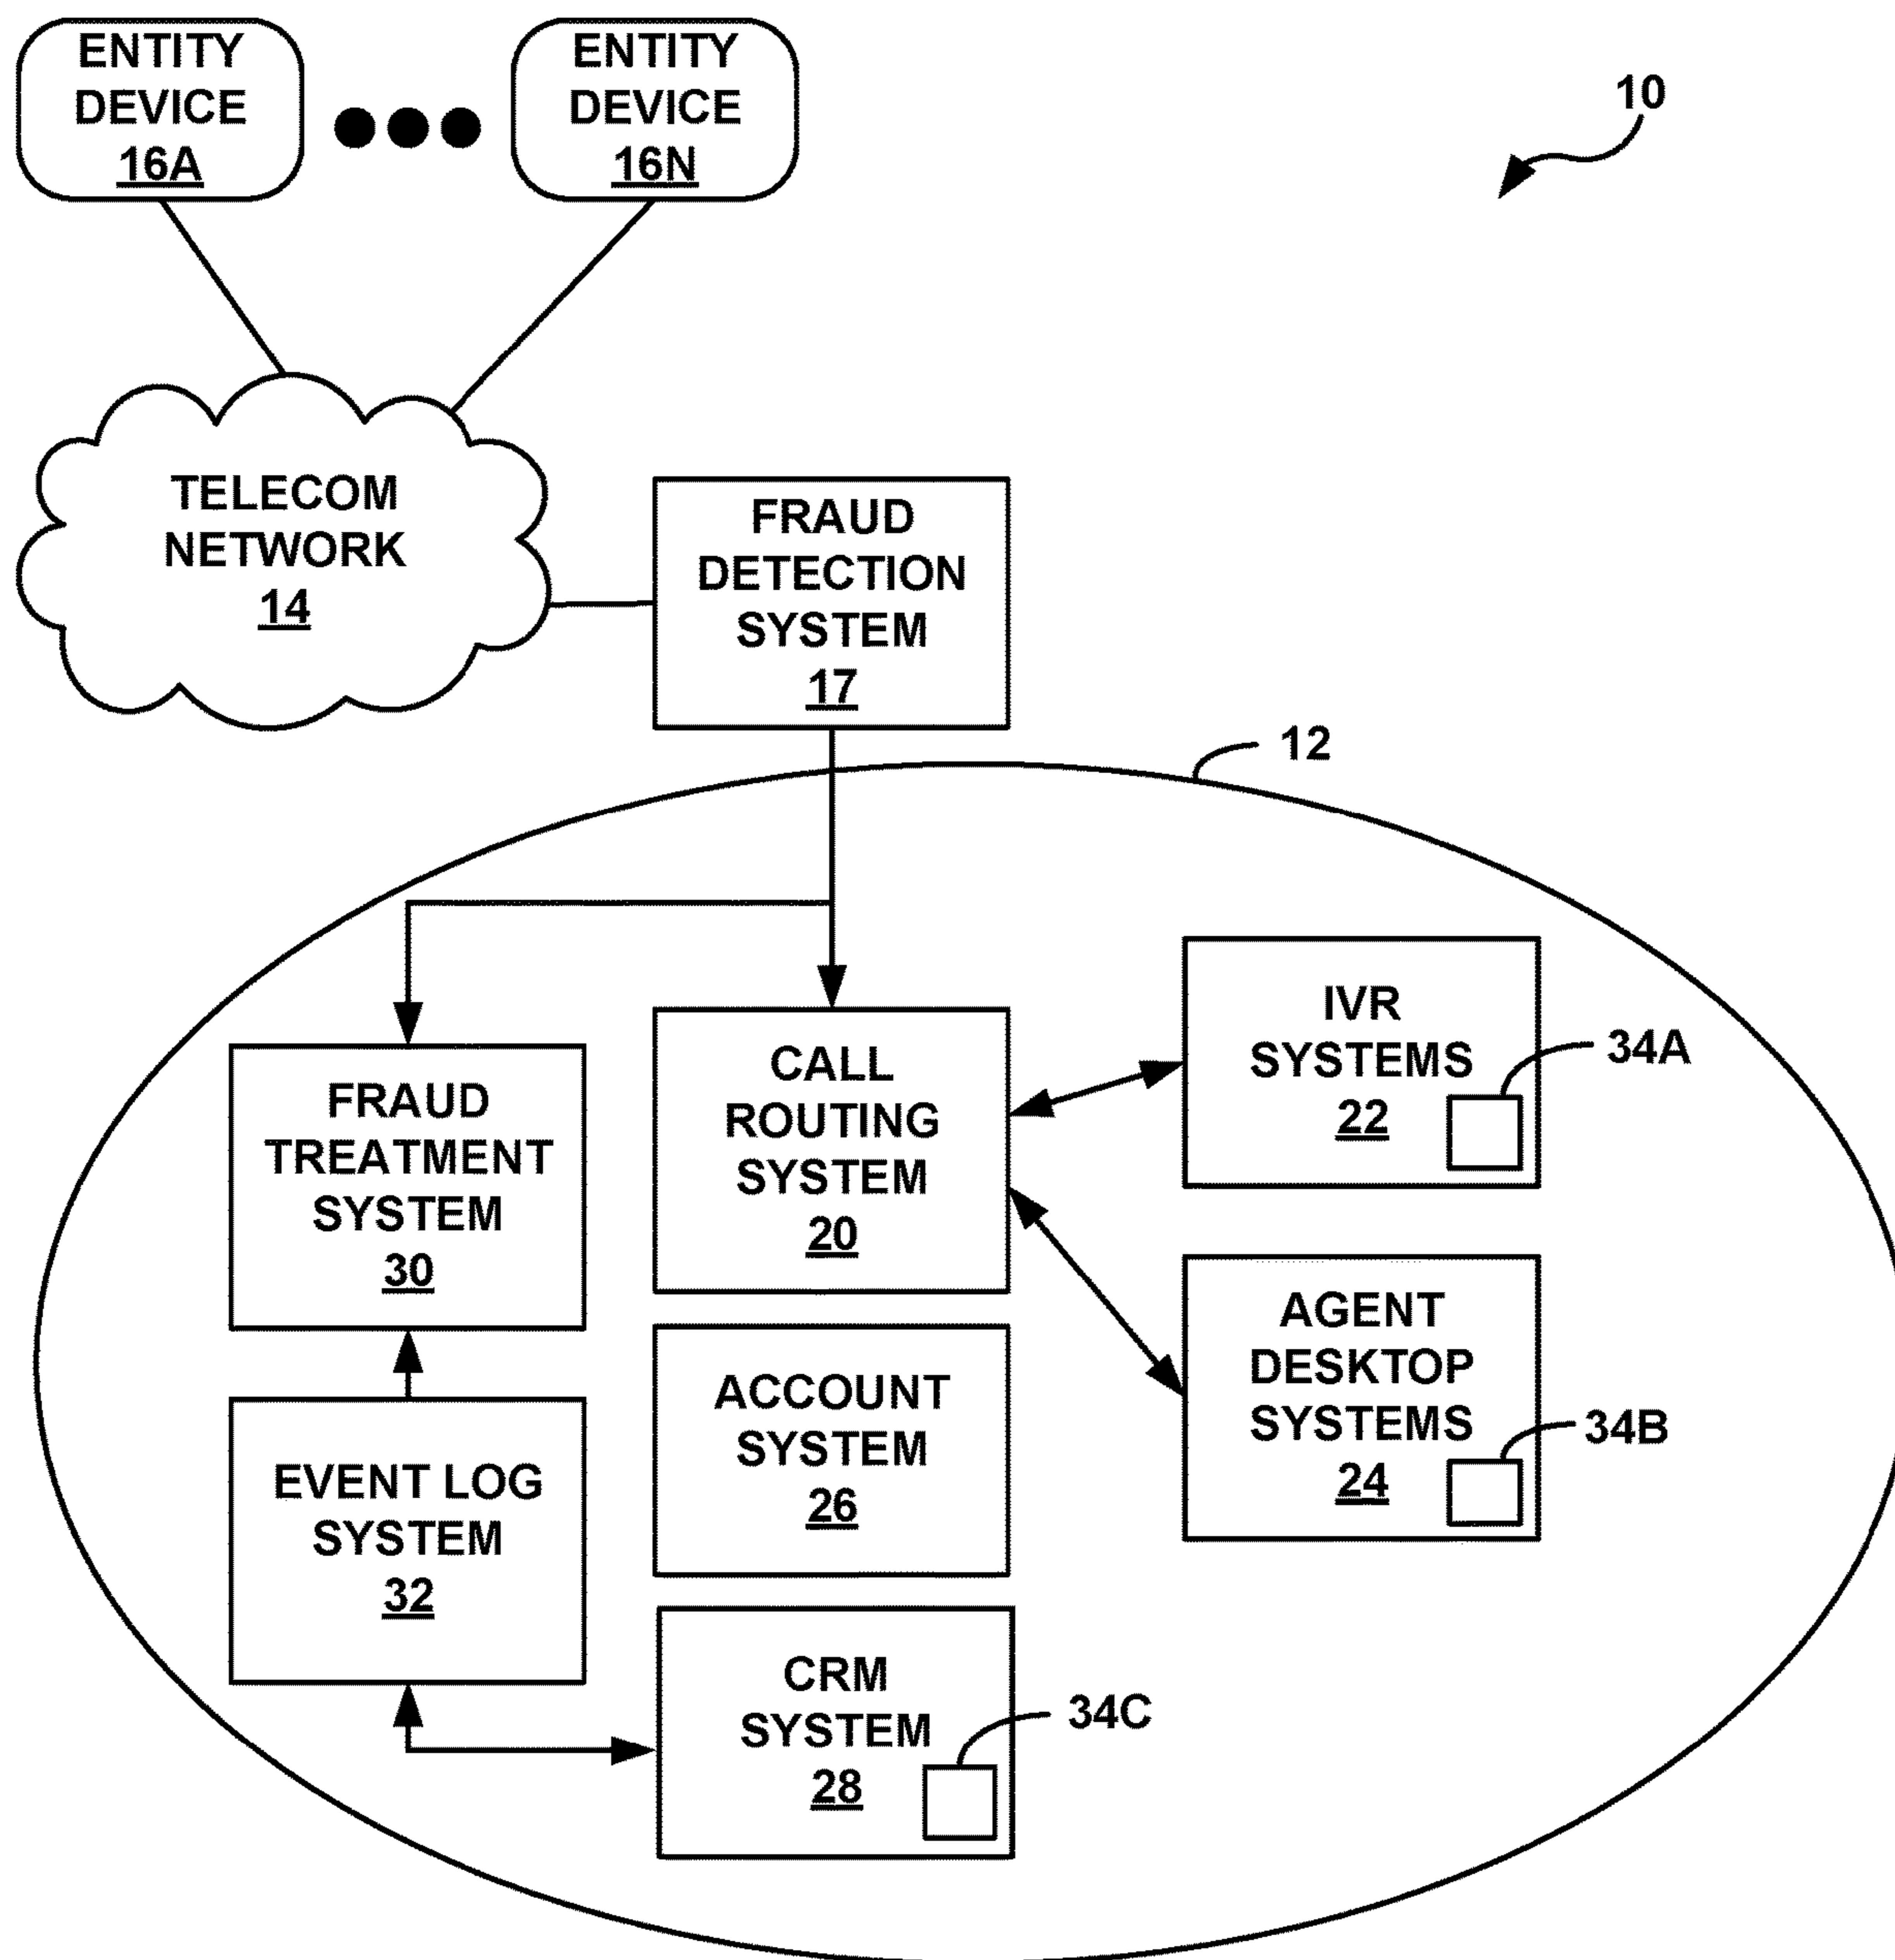 ENTITY
DEVICE
16A
ENTITY
DEVICE
16N
10
TELECOM
NETWORK
14
FRAUD
DETECTION
SYSTEM
17
12
FRAUD
TREATMENT
SYSTEM
30
CALL
ROUTING
SYSTEM
20
IVR
SYSTEMS
22
34A
AGENT
DESKTOP
SYSTEMS
24
34B
ACCOUNT
SYSTEM
26
EVENT LOG
SYSTEM
32
CRM
SYSTEM
28
34C